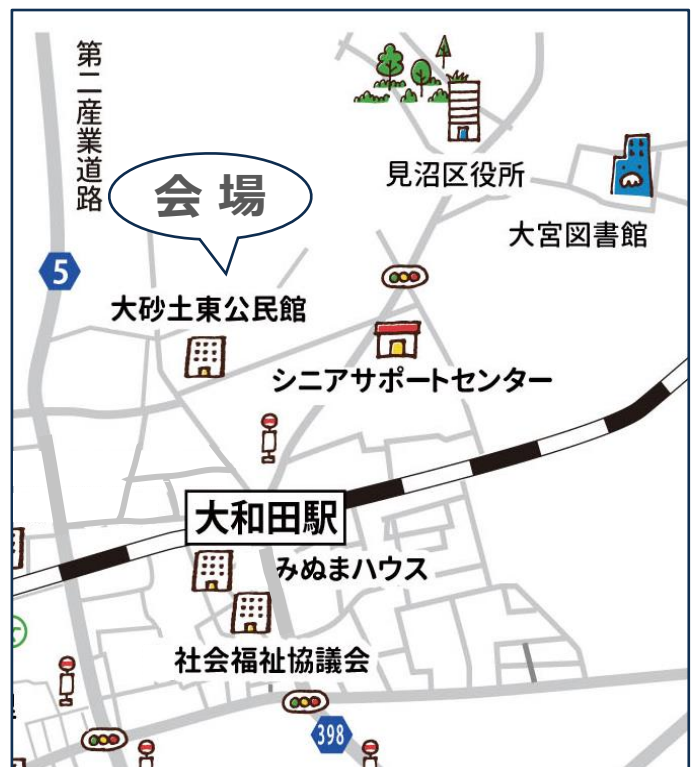 第二産業道路
会場
見沼区役所
大宮図書館
5
大砂土東公民館
シニアサポートセンター
大和田駅
みぬまハウス
社会福祉協議会
398